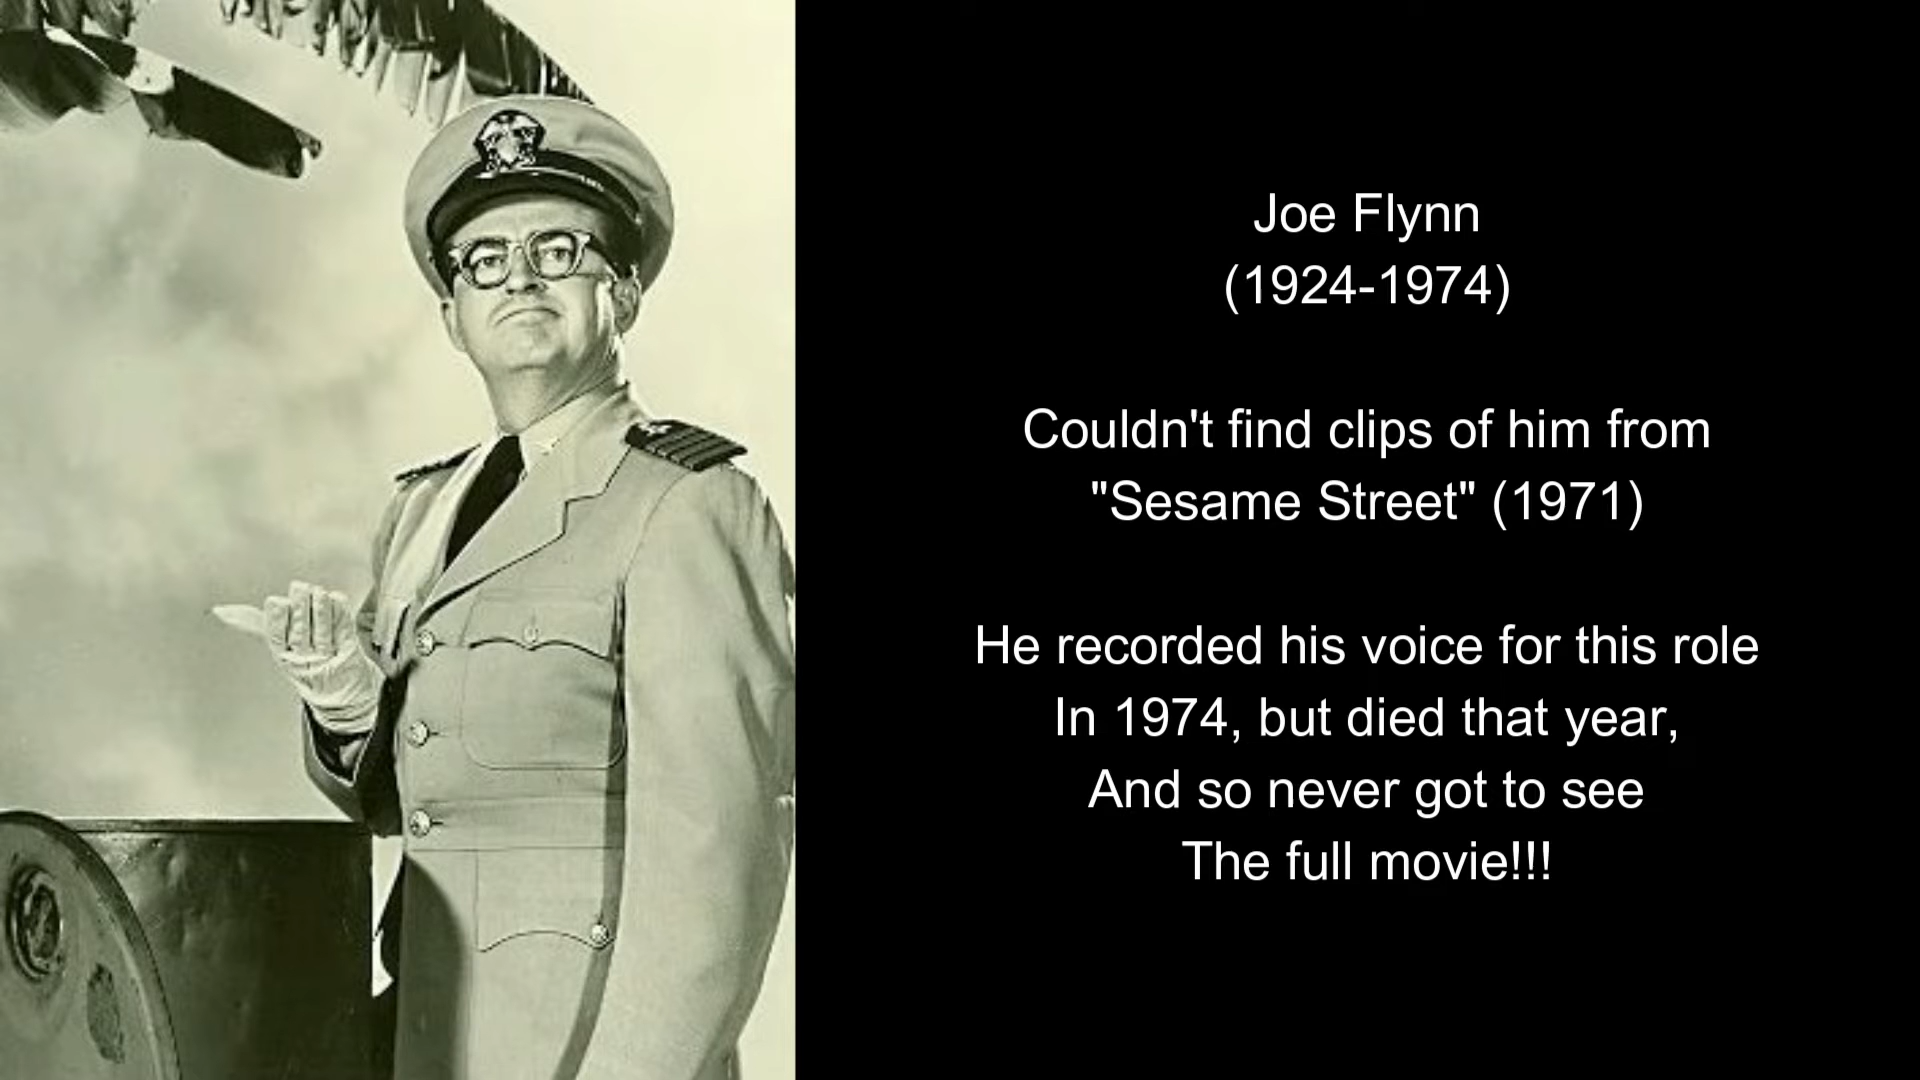 Joe Flynn
(1924-1974)
Couldn't find clips of him from
"Sesame Street" (1971)
He recorded his voice for this role
In 1974, but died that year,
And so never got to see
The full movie!!!